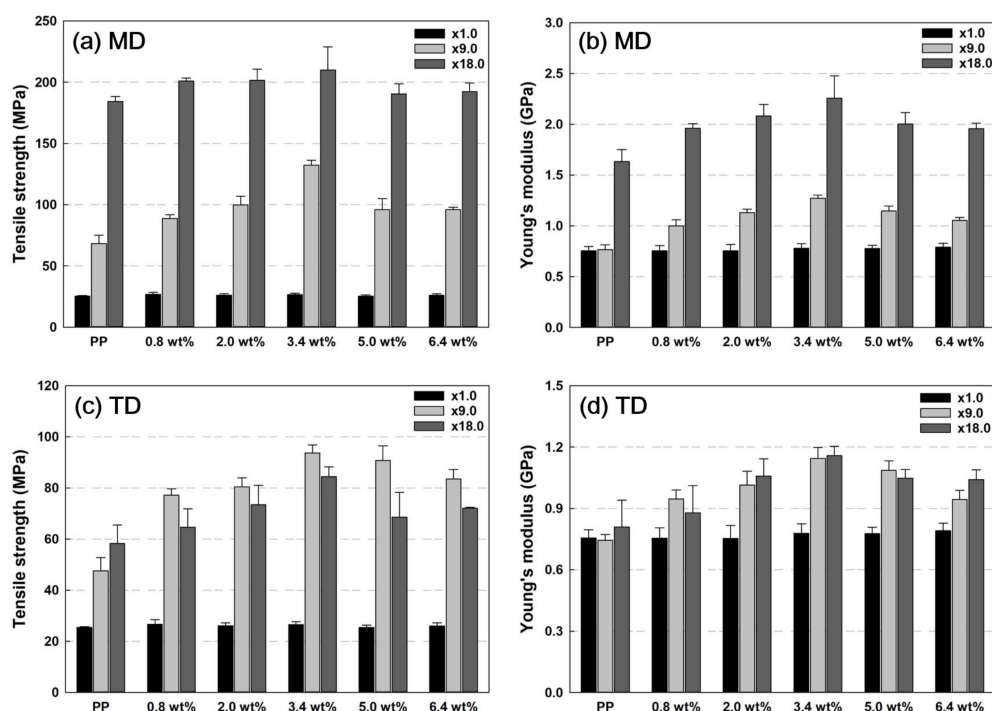 (a) MD
x1.0
x9.0
x18.0
Tensile strength (MPa)
250
200
150
100
50
0
PP 0.8 wt% 2.0 wt% 3.4 wt% 5.0 wt% 6.4 wt%
(b) MD
x1.0
x9.0
x18.0
Young's modulus (GPa)
3.0
2.5
2.0
1.5
1.0
0.5
0.0
PP 0.8 wt% 2.0 wt% 3.4 wt% 5.0 wt% 6.4 wt%
(c) TD
x1.0
x9.0
x18.0
Tensile strength (MPa)
120
100
80
60
40
20
0
PP 0.8 wt% 2.0 wt% 3.4 wt% 5.0 wt% 6.4 wt%
(d) TD
x1.0
x9.0
x18.0
Young's modulus (GPa)
1.5
1.2
0.9
0.6
0.3
0.0
PP 0.8 wt% 2.0 wt% 3.4 wt% 5.0 wt% 6.4 wt%